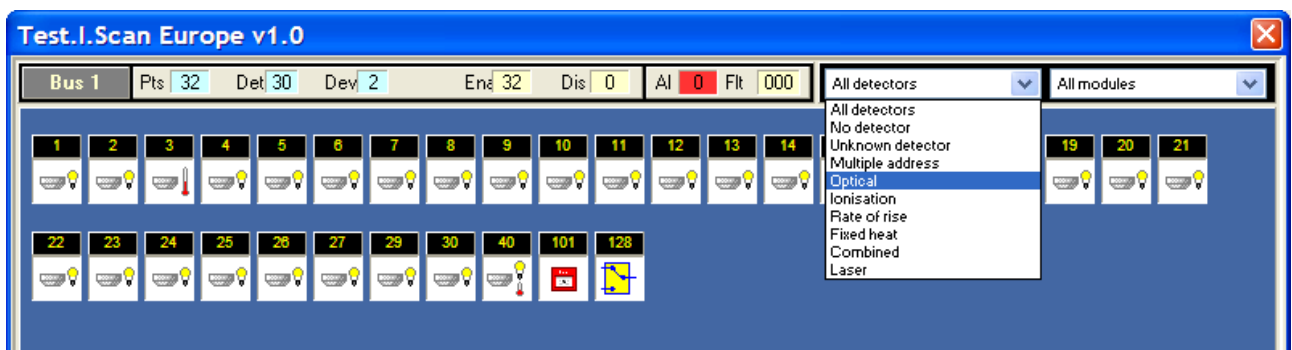 Test.I.Scan Europe v1.0
Bus 1 Pts 32 Det 30 Dev 2 Ena 32 Dis 0 Al 0 Flt 000 All detectors All modules
All detectors
No detector
Unknown detector
Multiple address
Optical
Ionisation
Rate of rise
Fixed heat
Combined
Laser
1 2 3 4 5 6 7 8 9 10 11 12 13 14 19 20 21
22 23 24 25 26 27 29 30 40 101 128